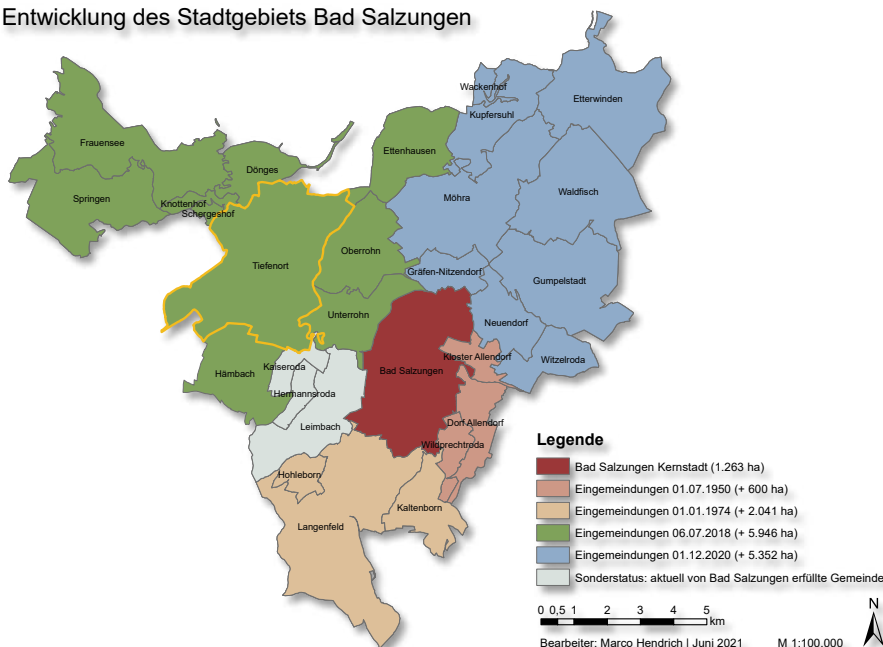 Entwicklung des Stadtgebiets Bad Salzungen
Wackenhof
Etterwinden
Kupfersuhl
Frauensee
Ettenhausen
Dönges
Springen
Knottenhof
Schergeshof
Möhra
Waldfisch
Oberrohn
Tiefenort
Gräfen-Nitzendorf
Gumpelstadt
Unterrohn
Neuendorf
Kloster Allendorf
Witzelroda
Kaiseroda
Hämbach
Bad Salzungen
Hermannsroda
Leimbach
Dorf Allendorf
Wildprechtroda
Hohleborn
Kaltenborn
Langenfeld
Legende
Bad Salzungen Kernstadt (1.263 ha)
Eingemeindungen 01.07.1950 (+ 600 ha)
Eingemeindungen 01.01.1974 (+ 2.041 ha)
Eingemeindungen 06.07.2018 (+ 5.946 ha)
Eingemeindungen 01.12.2020 (+ 5.352 ha)
Sonderstatus: aktuell von Bad Salzungen erfüllte Gemeinde
0 0,5 1 2 3 4 5
km
N
Bearbeiter: Marco Hendrich | Juni 2021 M 1:100.000